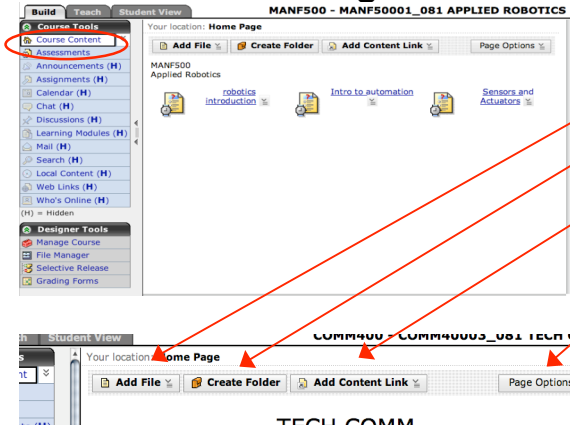 Build Teach Student View MANF500 - MANF50001_081 APPLIED ROBOTICS
Course Tools
Course Content
Assessments
Announcements (H)
Assignments (H)
Calendar (H)
Chat (H)
Discussions (H)
Learning Modules (H)
Mail (H)
Search (H)
Local Content (H)
Web Links (H)
Who's Online (H)
(H) = Hidden
Designer Tools
Manage Course
File Manager
Selective Release
Grading Forms
Your location: Home Page
Add File Create Folder Add Content Link Page Options
MANF500
Applied Robotics
robotics introduction
Intro to automation
Sensors and
Actuators
Student View COMM400 - COMM40003_081 TECH
Your location: Home Page
Add File Create Folder Add Content Link Page Options
TECH COMM